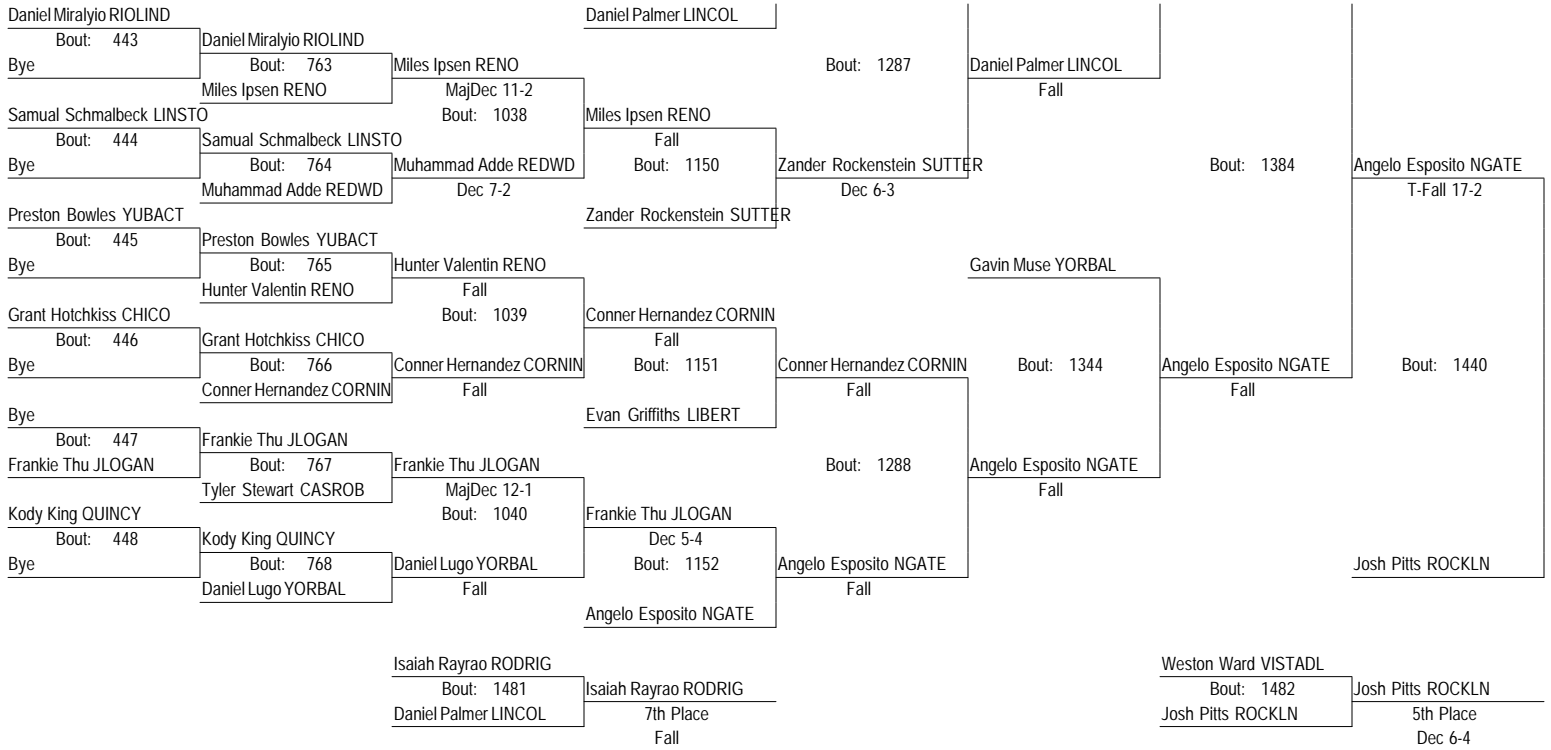 Daniel Miralyio RIOLIND
Daniel Palmer LINCOL
Bout: 443
Daniel Miralyio RIOLIND
Bye
Bout: 763
Miles Ipsen RENO
Bout: 1287
Daniel Palmer LINCOL
Miles Ipsen RENO
MajDec 11-2
Fall
Samual Schmalbeck LINSTO
Bout: 1038
Miles Ipsen RENO
Bout: 444
Samual Schmalbeck LINSTO
Fall
Bye
Bout: 764
Muhammad Adde REDWD
Bout: 1150
Zander Rockenstein SUTTER
Bout: 1384
Angelo Esposito NGATE
Muhammad Adde REDWD
Dec 7-2
Dec 6-3
T-Fall 17-2
Preston Bowles YUBACT
Zander Rockenstein SUTTER
Bout: 445
Preston Bowles YUBACT
Bye
Bout: 765
Hunter Valentin RENO
Gavin Muse YORBAL
Hunter Valentin RENO
Fall
Grant Hotchkiss CHICO
Bout: 1039
Conner Hernandez CORNIN
Bout: 446
Grant Hotchkiss CHICO
Fall
Bye
Bout: 766
Conner Hernandez CORNIN
Bout: 1151
Conner Hernandez CORNIN
Bout: 1344
Angelo Esposito NGATE
Bout: 1440
Conner Hernandez CORNIN
Fall
Fall
Fall
Bye
Evan Griffiths LIBERT
Bout: 447
Frankie Thu JLOGAN
Frankie Thu JLOGAN
Bout: 767
Frankie Thu JLOGAN
Bout: 1288
Angelo Esposito NGATE
Tyler Stewart CASROB
MajDec 12-1
Fall
Kody King QUINCY
Bout: 1040
Frankie Thu JLOGAN
Bout: 448
Kody King QUINCY
Dec 5-4
Bye
Bout: 768
Daniel Lugo YORBAL
Bout: 1152
Angelo Esposito NGATE
Josh Pitts ROCKLN
Daniel Lugo YORBAL
Fall
Fall
Angelo Esposito NGATE
Isaiah Rayrao RODRIG
Weston Ward VISTADL
Bout: 1481
Isaiah Rayrao RODRIG
Bout: 1482
Josh Pitts ROCKLN
Daniel Palmer LINCOL
7th Place
Josh Pitts ROCKLN
5th Place
Fall
Dec 6-4